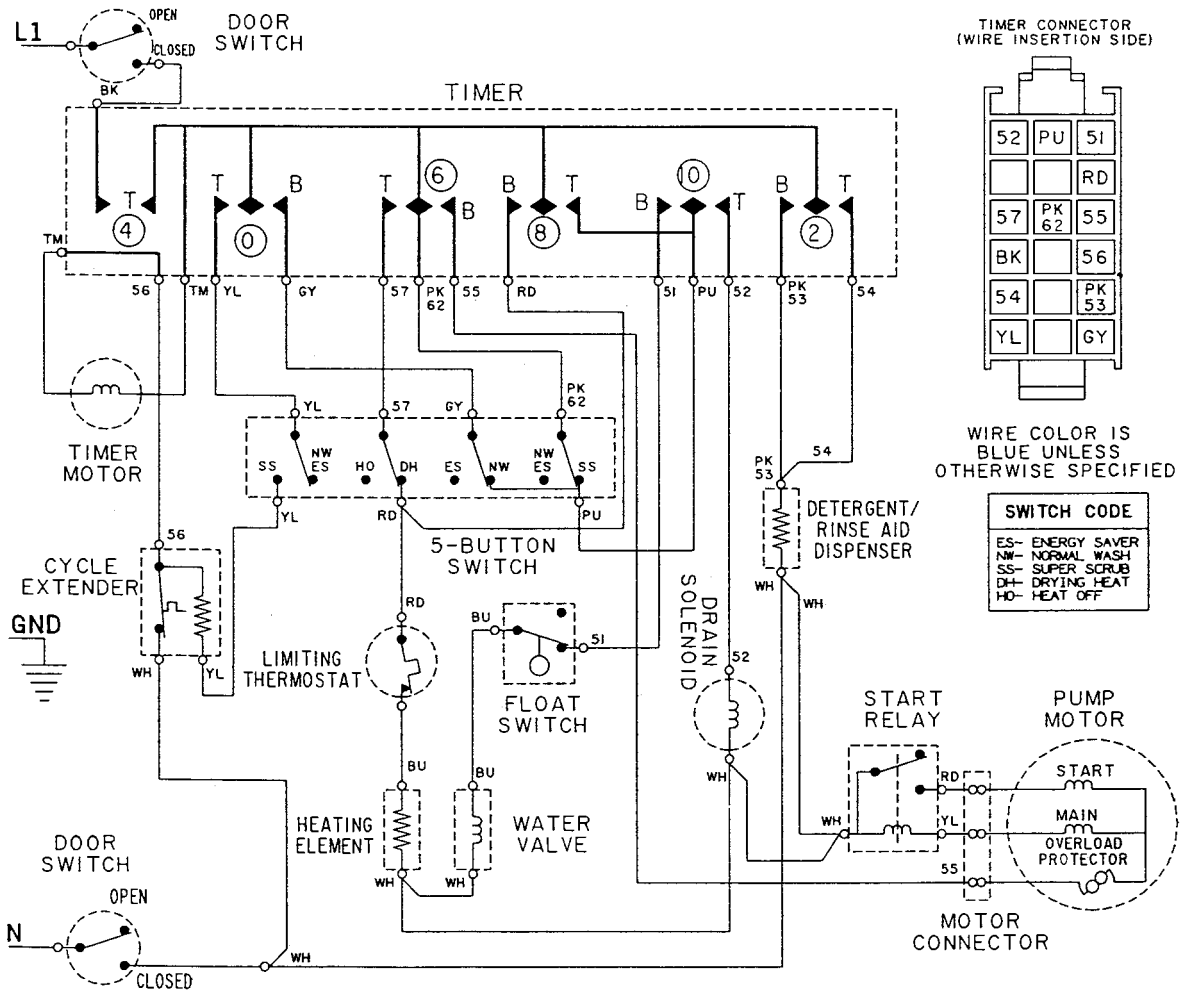 L1
OPEN
CLOSED
DOOR
SWITCH
BK
TIMER
TIMER CONNECTOR
(WIRE INSERTION SIDE)
52 PU 51
RD
57 PK 62 55
BK 56
54 PK 53
YL GY
T
4
T
B
0
T
6
B
B
T
8
10
B
T
B
T
2
TM
56
TM
YL
GY
57
PK
62
55
RD
51
PU
52
PK
53
54
TIMER
MOTOR
YL
57
GY
PK
62
SS
NW
ES
HO
DH
ES
NW
NW
ES
SS
YL
RD
PU
5-BUTTON
SWITCH
WIRE COLOR IS
BLUE UNLESS
OTHERWISE SPECIFIED
SWITCH CODE
ES- ENERGY SAVER
NW- NORMAL WASH
SS- SUPER SCRUB
DH- DRYING HEAT
HO- HEAT OFF
PK
53
54
DETERGENT/
RINSE AID
DISPENSER
WH
WH
56
CYCLE
EXTENDER
GND
WH
YL
RD
LIMITING
THERMOSTAT
BU
51
FLOAT
SWITCH
DRAIN
SOLENOID
52
WH
START
RELAY
PUMP
MOTOR
BU
HEATING
ELEMENT
WH
BU
WATER
VALVE
WH
WH
RD
YL
55
START
MAIN
OVERLOAD
PROTECTOR
MOTOR
CONNECTOR
DOOR
SWITCH
OPEN
N
CLOSED
WH